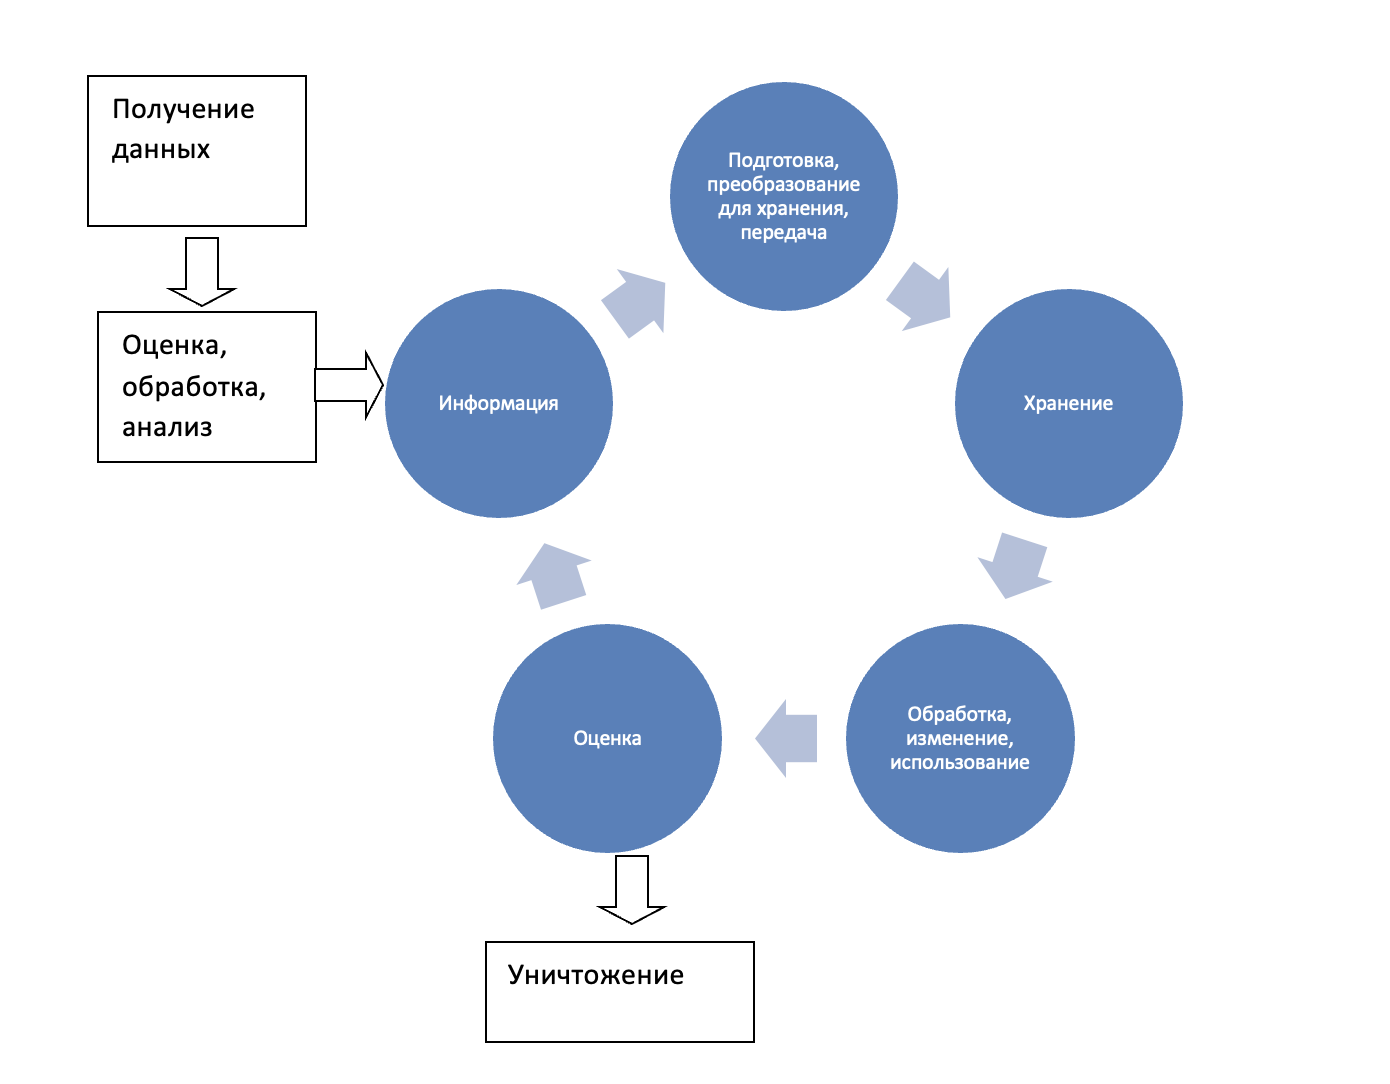 Получение
данных
Оценка,
обработка,
анализ
Информация
Подготовка,
преобразование
для хранения,
передача
Хранение
Обработка,
изменение,
использование
Оценка
Уничтожение